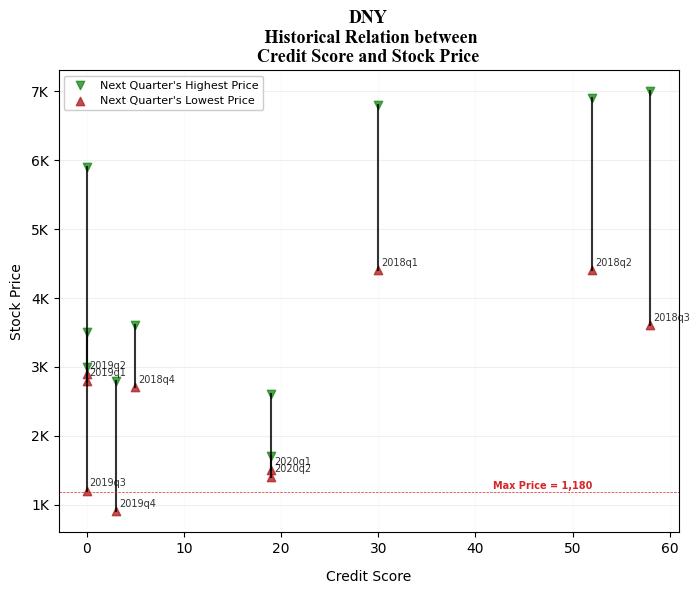 DNY
Historical Relation between
Credit Score and Stock Price
Next Quarter's Highest Price
Next Quarter's Lowest Price
7K
6K
5K
4K
3K
2K
1K
Stock Price
2018q1
2018q2
2018q3
2019q2
2019q1
2018q4
2020q1
2020q2
2019q3
2019q4
Max Price = 1,180
0
10
20
30
40
50
60
Credit Score